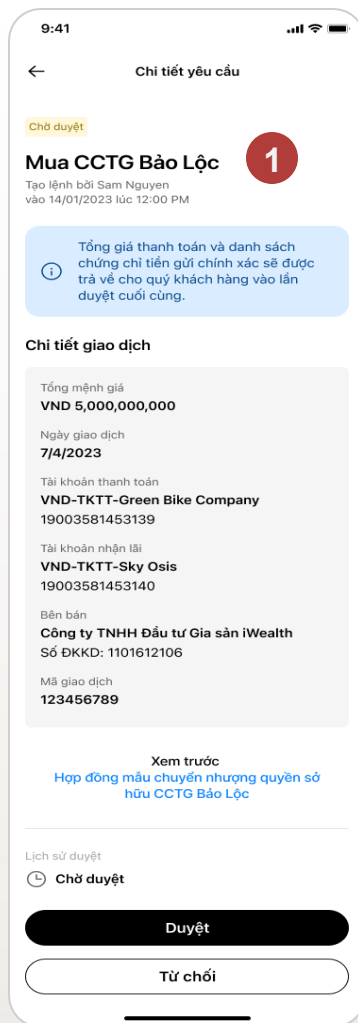 9:41
Chi tiết yêu cầu
Chờ duyệt
Mua CCTG Bảo Lộc
1
Tạo lệnh bởi Sam Nguyen
vào 14/01/2023 lúc 12:00 PM
Tổng giá thanh toán và danh sách
chứng chỉ tiền gửi chính xác sẽ được
trả về cho quý khách hàng vào lần
duyệt cuối cùng.
Chi tiết giao dịch
Tổng mệnh giá
VND 5,000,000,000
Ngày giao dịch
7/4/2023
Tài khoản thanh toán
VND-TKTT-Green Bike Company
19003581453139
Tài khoản nhận lãi
VND-TKTT-Sky Osis
19003581453140
Bên bán
Công ty TNHH Đầu tư Gia sản iWealth
Số ĐKKD: 1101612106
Mã giao dịch
123456789
Xem trước
Hợp đồng mẫu chuyển nhượng quyền sở
hữu CCTG Bảo Lộc
Lịch sử duyệt
Chờ duyệt
Duyệt
Từ chối